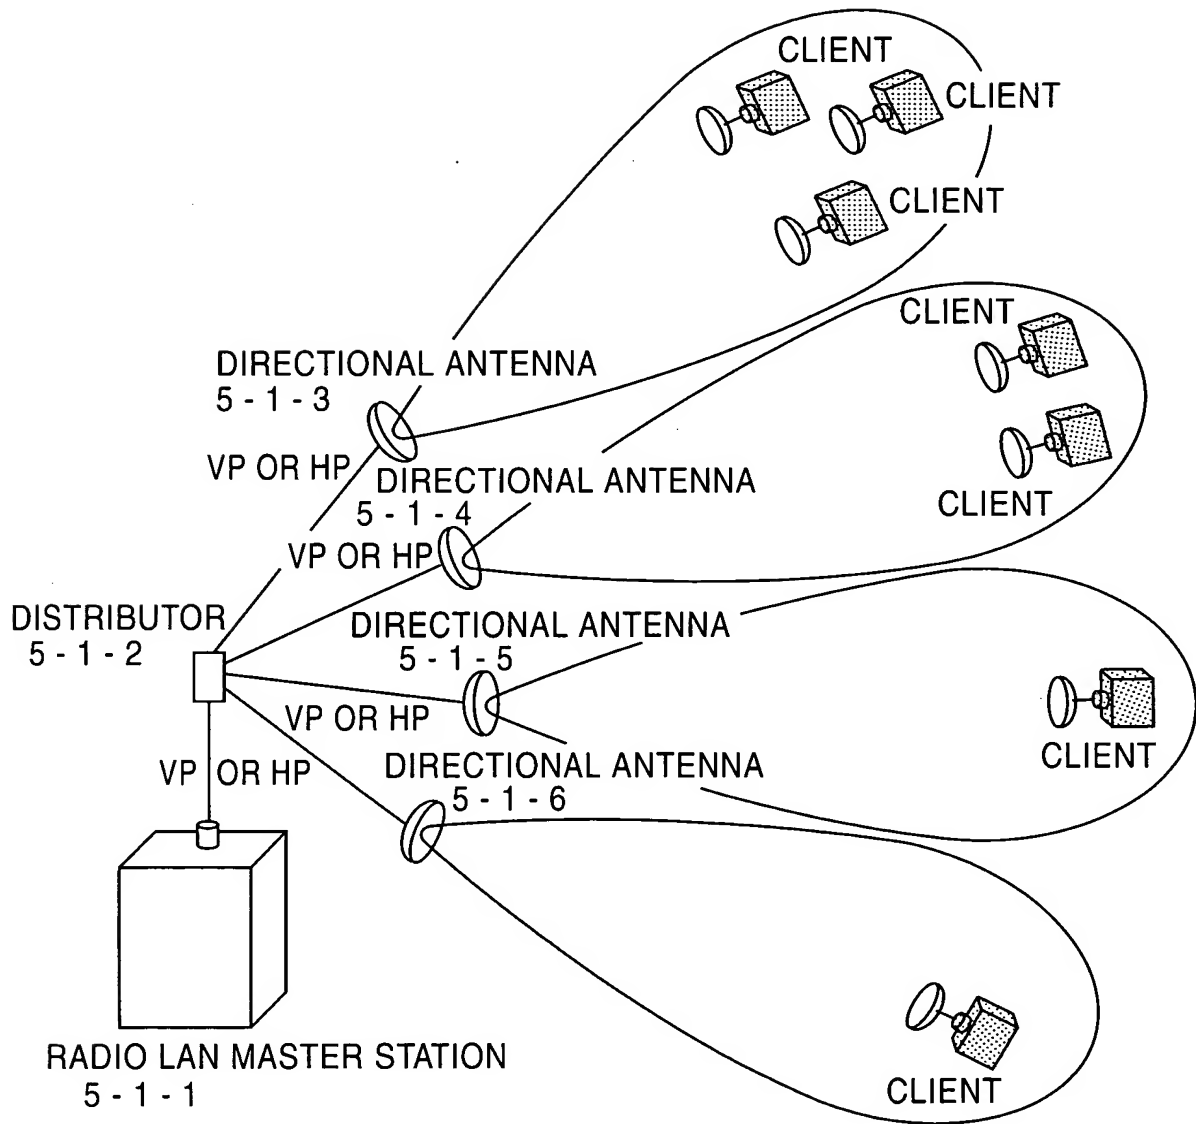 CLIENT
CLIENT
CLIENT
CLIENT
DIRECTIONAL ANTENNA
5 - 1 - 3
VP OR HP
DIRECTIONAL ANTENNA
5 - 1 - 4
CLIENT
VP OR HP
DISTRIBUTOR
5 - 1 - 2
DIRECTIONAL ANTENNA
5 - 1 - 5
VP OR HP
CLIENT
VP OR HP
DIRECTIONAL ANTENNA
5 - 1 - 6
RADIO LAN MASTER STATION
5 - 1 - 1
CLIENT